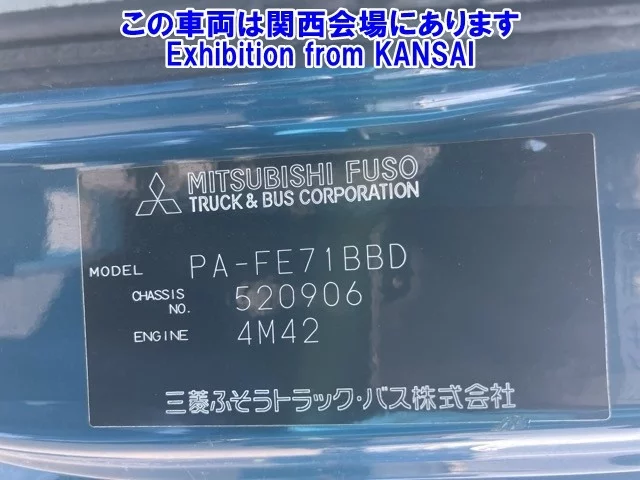 この車両は関西会場にあります
Exhibition from KANSAI
MITSUBISHI FUSO
TRUCK & BUS CORPORATION
MODEL PA-FE71BBD
CHASSIS NO. 520906
ENGINE 4M42
三菱ふそうトラック・バス株式会社